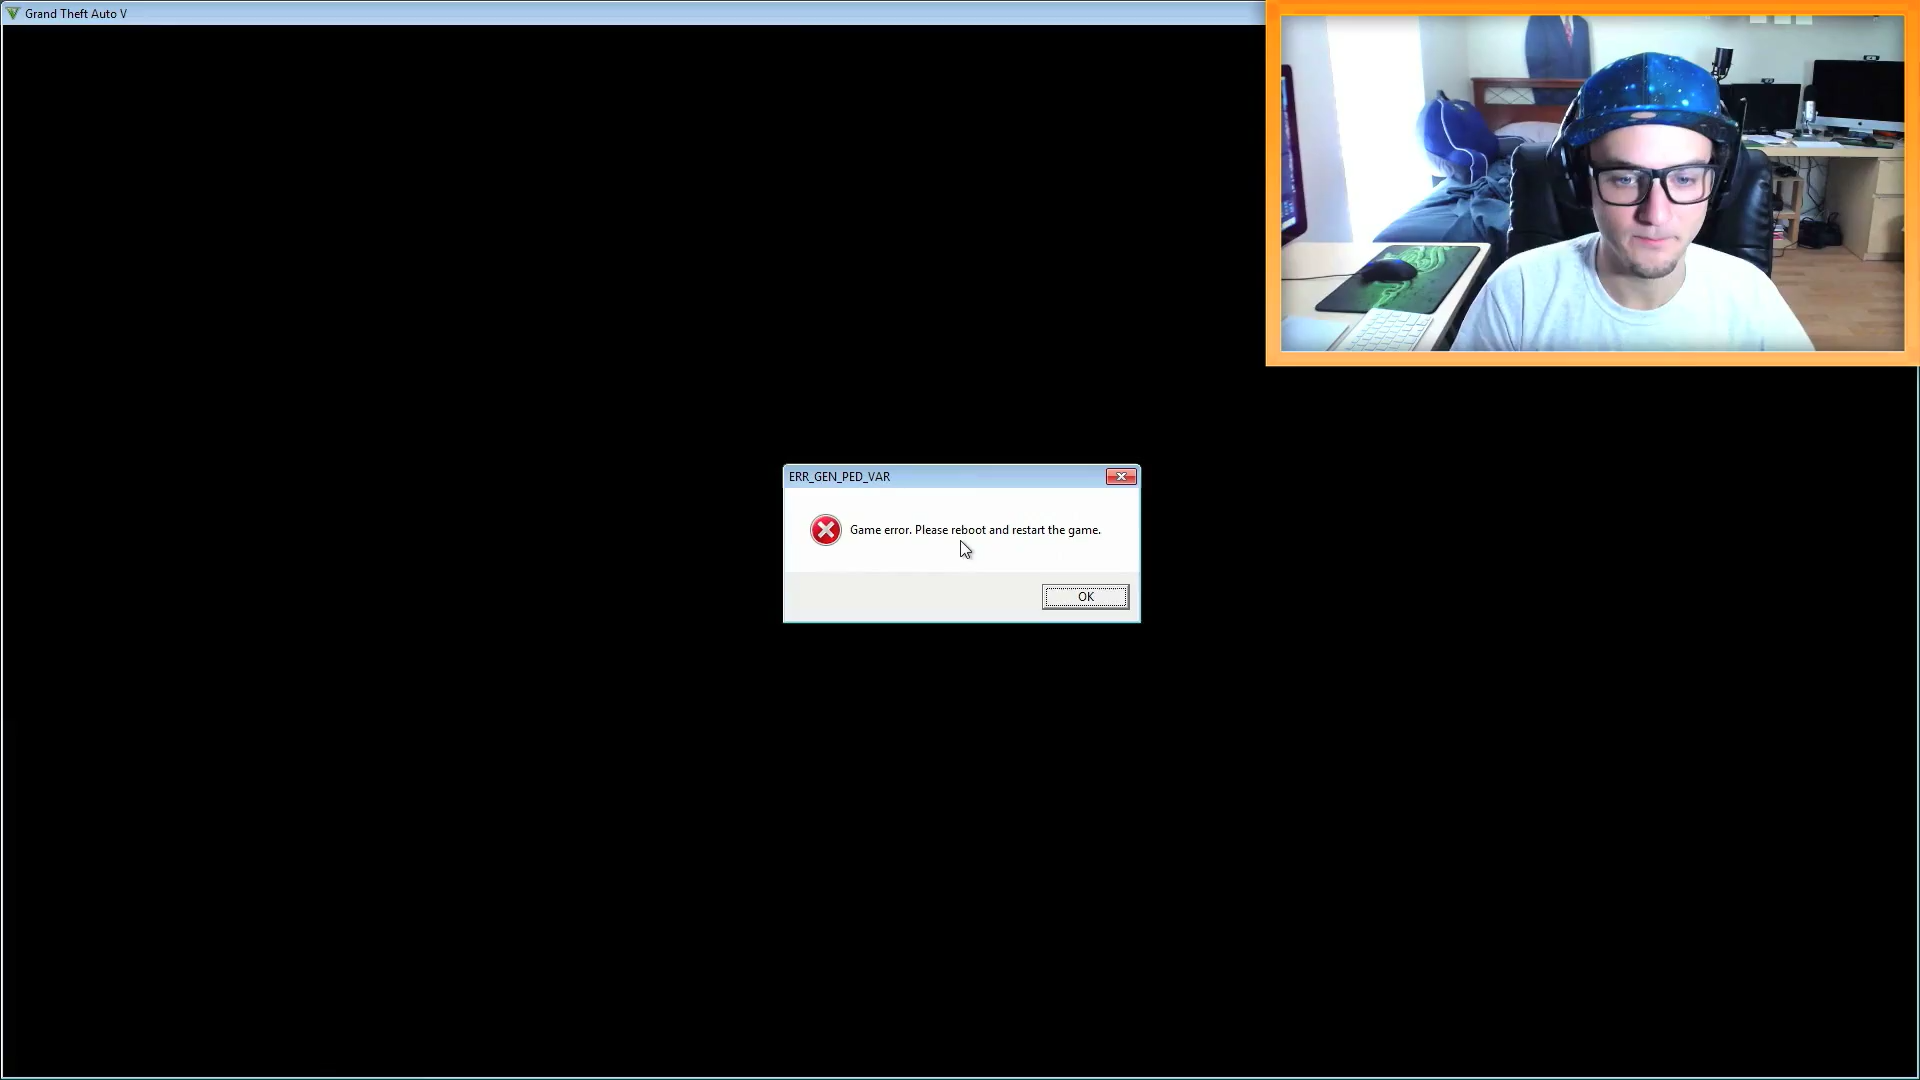 Grand Theft Auto V
ERR_GEN_PED_VAR
Game error. Please reboot and restart the game.
OK